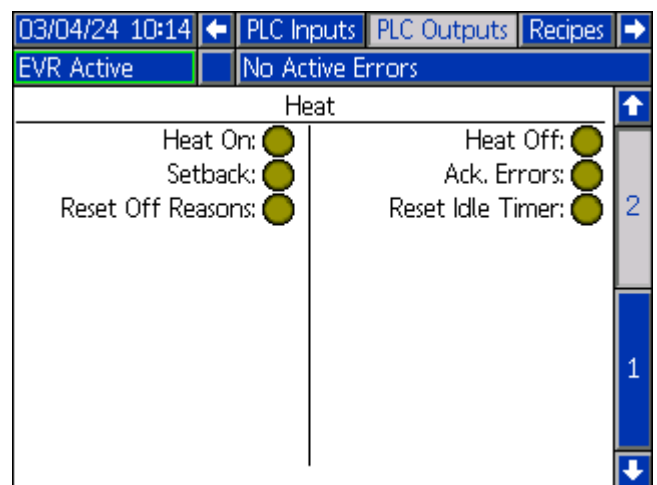 03/04/24 10:14 PLC Inputs PLC Outputs Recipes
EVR Active No Active Errors
Heat
Heat On: Heat Off:
Setback: Ack. Errors:
Reset Off Reasons: Reset Idle Timer:
2
1